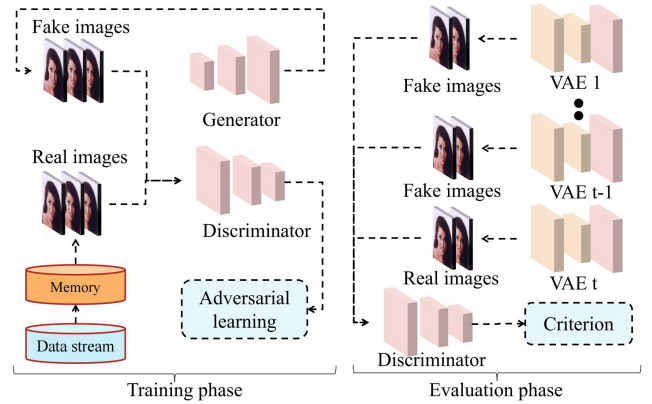 Fake images
Generator
Real images
Discriminator
Memory
Data stream
Adversarial
learning
Training phase
Fake images
VAE 1
Fake images
VAE t-1
Real images
VAE t
Discriminator
Criterion
Evaluation phase